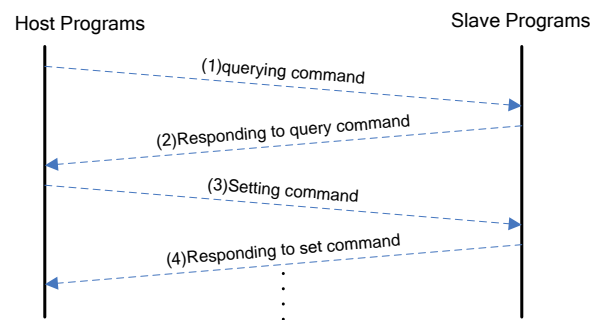 Host Programs
Slave Programs
(1)querying command
(2)Responding to query command
(3)Setting command
(4)Responding to set command